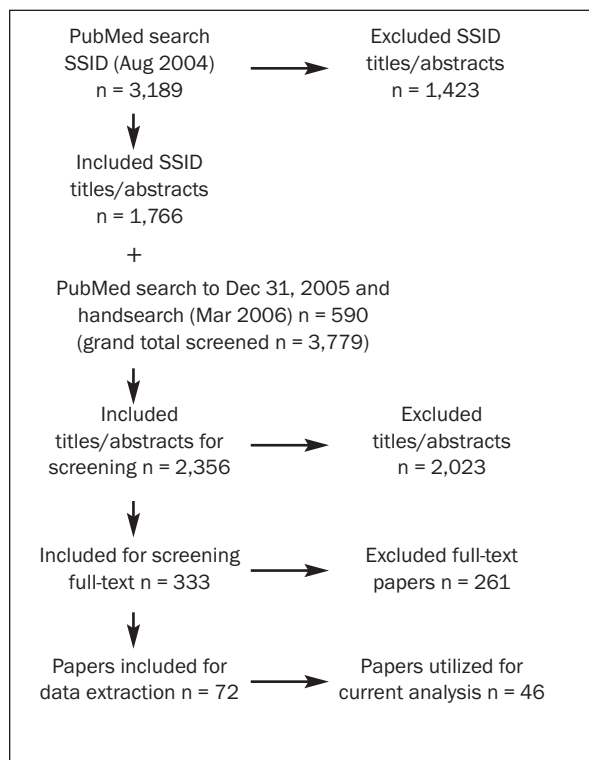 PubMed search
SSID (Aug 2004)
n = 3,189
Excluded SSID
titles/abstracts
n = 1,423
Included SSID
titles/abstracts
n = 1,766
+
PubMed search to Dec 31, 2005 and
handsearch (Mar 2006) n = 590
(grand total screened n = 3,779)
Included
titles/abstracts for
screening n = 2,356
Excluded
titles/abstracts
n = 2,023
Included for screening
full-text n = 333
Excluded full-text
papers n = 261
Papers included for
data extraction n = 72
Papers utilized for
current analysis n = 46